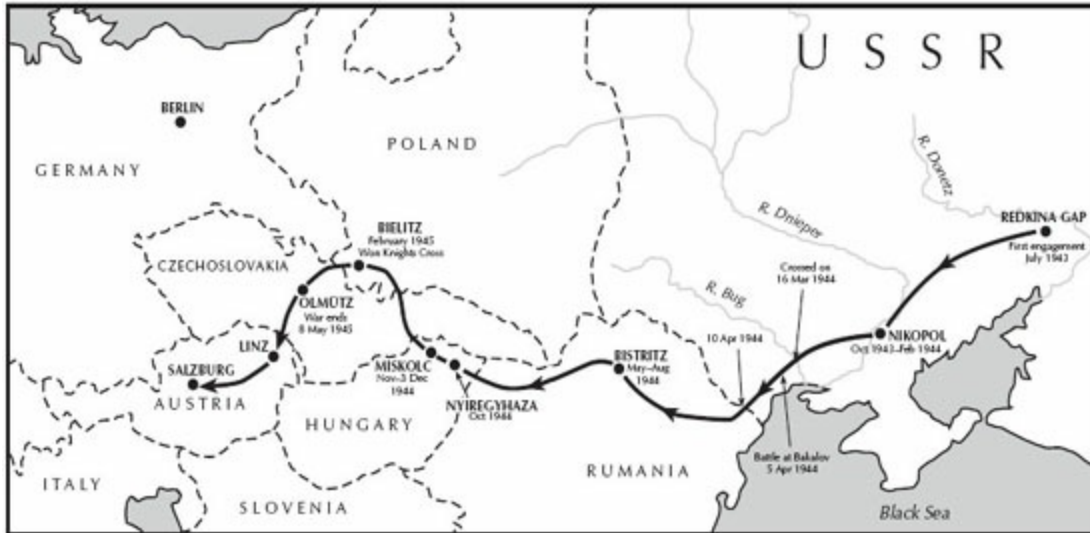 USSR
BERLIN
POLAND
GERMANY
R. Donetz
REDKINA GAP
First engagement
July 1943
BIELITZ
February 1945
Won Knights Cross
R. Dnieper
CZECHOSLOVAKIA
Crossed on
16 Mar 1944
R. Bug
OLMÜTZ
War ends
8 May 1945
NIKOPOL
Oct 1943–Feb 1944
10 Apr 1944
LINZ
SALZBURG
MISKOLC
Nov–3 Dec
1944
BISTRITZ
May–Aug
1944
AUSTRIA
NYIREGYHAZA
Oct 1944
HUNGARY
Battle at Bakalov
5 Apr 1944
RUMANIA
ITALY
SLOVENIA
Black Sea